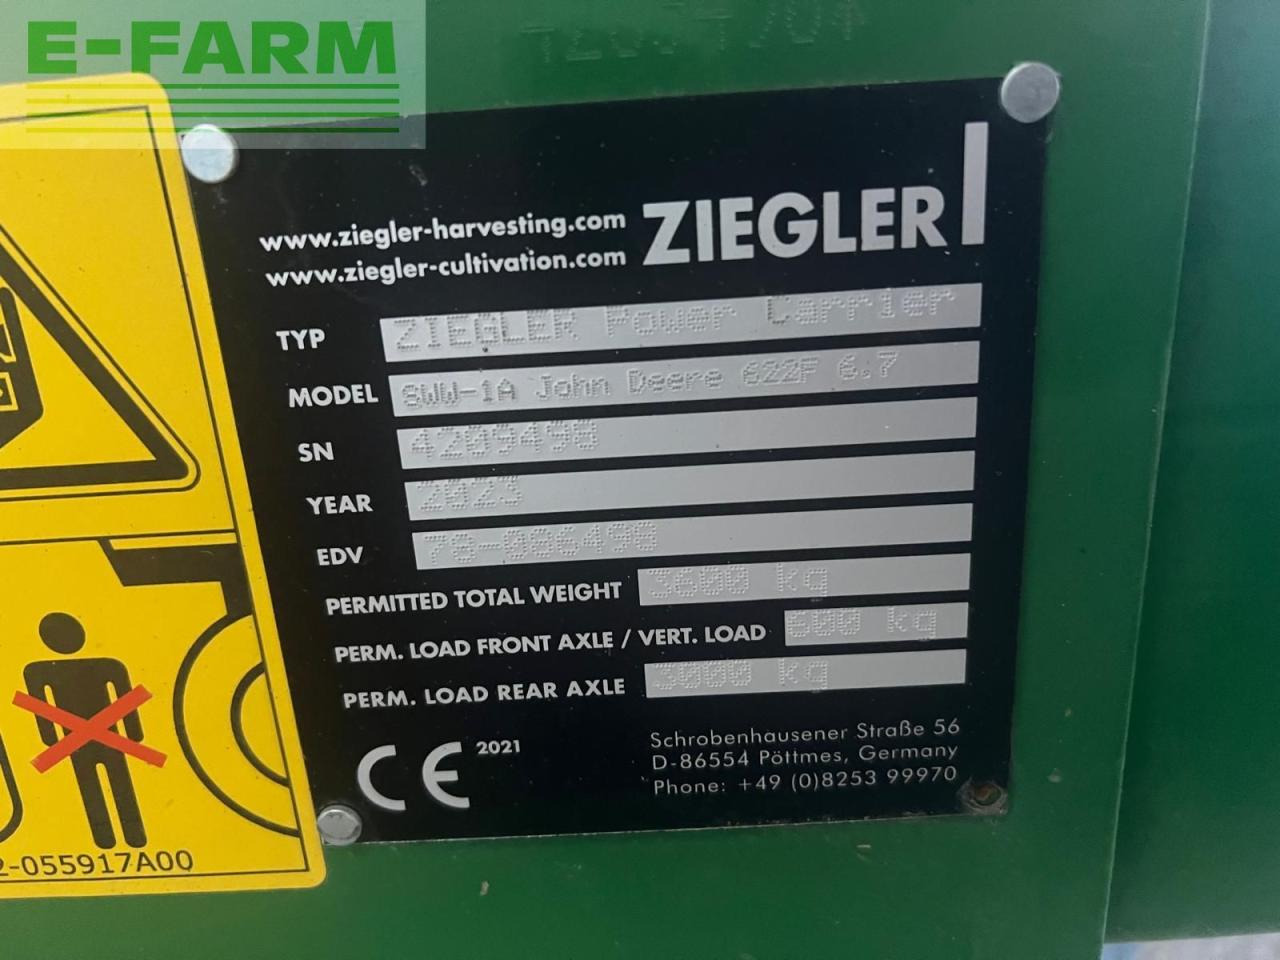 E-FARM
www.ziegler-harvesting.com
www.ziegler-cultivation.com
ZIEGLER
TYP ZIEGLER Power Carrier
MODEL 8WW-1A John Deere 622F 6.7
SN 4209498
YEAR 2023
EDV 78-086498
PERMITTED TOTAL WEIGHT 3600 kg
PERM. LOAD FRONT AXLE / VERT. LOAD 600 kg
PERM. LOAD REAR AXLE 3000 kg
CE 2021
Schrobenhausener Straße 56
D-86554 Pöttmes, Germany
Phone: +49 (0)8253 99970
2-055917A00